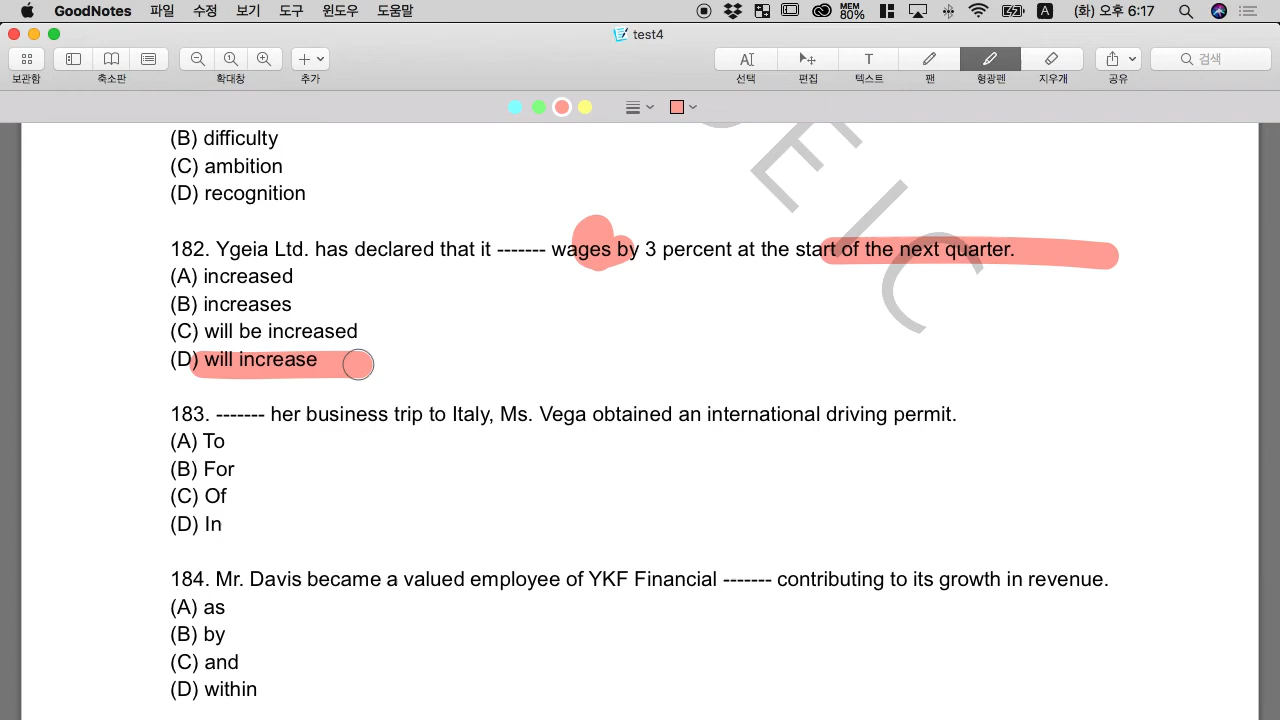 GoodNotes 파일 수정 보기 도구 윈도우 도움말 MEM 80% A (화) 오후 6:17
test4
보관함 축소판 확대창 추가 선택 편집 텍스트 펜 형광펜 지우개 공유 검색
(B) difficulty
(C) ambition
(D) recognition
182. Ygeia Ltd. has declared that it ------- wages by 3 percent at the start of the next quarter.
(A) increased
(B) increases
(C) will be increased
(D) will increase
183. ------- her business trip to Italy, Ms. Vega obtained an international driving permit.
(A) To
(B) For
(C) Of
(D) In
184. Mr. Davis became a valued employee of YKF Financial ------- contributing to its growth in revenue.
(A) as
(B) by
(C) and
(D) within
EIC